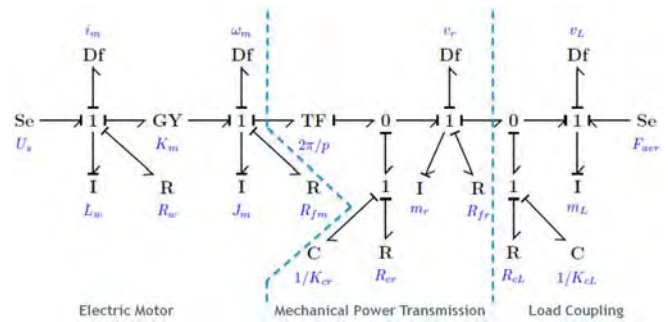 i_m ω_m v_r v_L
Df Df Df Df
Se 1 GY 1 TF 0 1 0 1 Se
U_s K_m 2π/p F_aer
1 1
I R I R I R I
L_w R_w J_m R_fm m_r R_fr m_L
C R R C
1/K_cr R_cr R_cL 1/K_cL
Electric Motor Mechanical Power Transmission Load Coupling